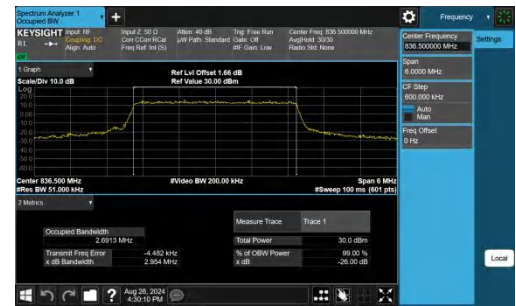 Spectrum Analyzer 1
Occupied BW
Frequency
KEYSIGHT Input: RF Input Z: 50 Ω Atten: 40 dB Trig: Free Run Center Freq: 836.500000 MHz
RL Coupling: DC Corr CCorr RCal µW Path: Standard Gate: Off Avg|Hold: 30/30
Align: Auto Freq Ref: Int (S) #IF Gain: Low Radio Std: None
Center Frequency
836.500000 MHz
Settings
Span
6.0000 MHz
CF Step
600.000 kHz
Auto
Man
Freq Offset
0 Hz
Local
1 Graph
Scale/Div 10.0 dB
Ref Lvl Offset 1.66 dB
Ref Value 30.00 dBm
Log
20.0
10.0
Center 836.500 MHz
#Video BW 200.00 kHz
Span 6 MHz
#Res BW 51.000 kHz
#Sweep 100 ms (601 pts)
2 Metrics
Measure Trace Trace 1
Occupied Bandwidth
2.6913 MHz
Total Power 30.0 dBm
Transmit Freq Error -4.482 kHz
% of OBW Power 99.00 %
x dB Bandwidth 2.954 MHz
x dB -26.00 dB
?
Aug 28, 2024
4:30:10 PM